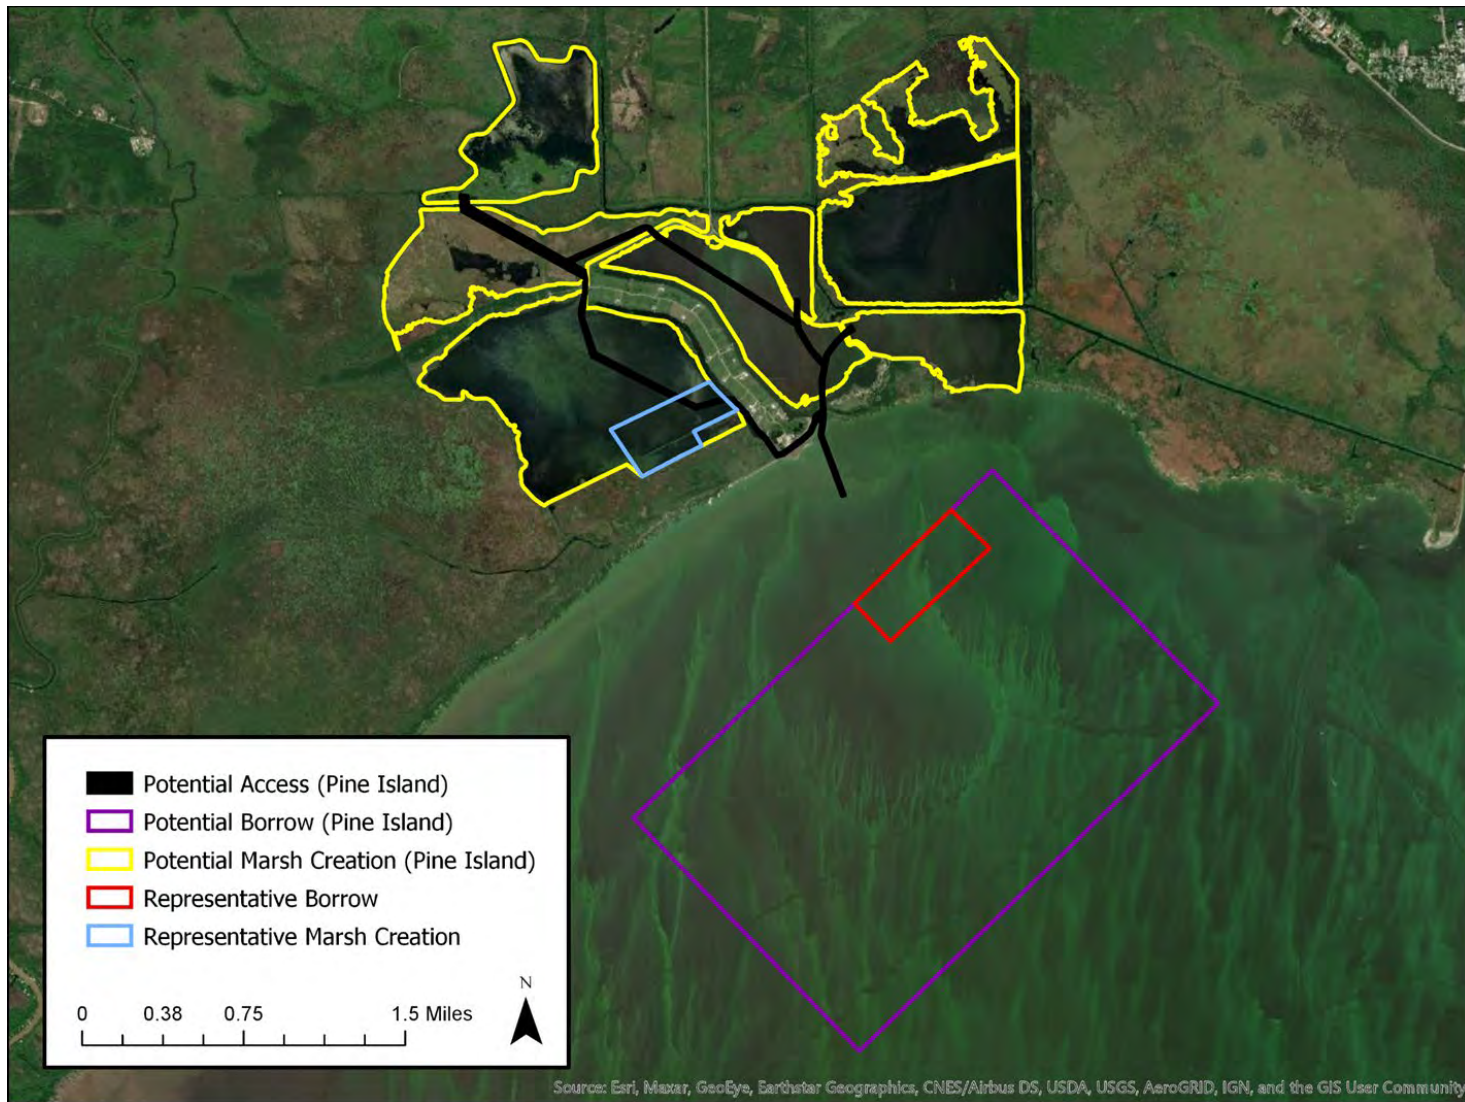 Potential Access (Pine Island)
Potential Borrow (Pine Island)
Potential Marsh Creation (Pine Island)
Representative Borrow
Representative Marsh Creation
N
0 0.38 0.75 1.5 Miles
Source: Esri, Maxar, GeoEye, Earthstar Geographics, CNES/Airbus DS, USDA, USGS, AeroGRID, IGN, and the GIS User Community